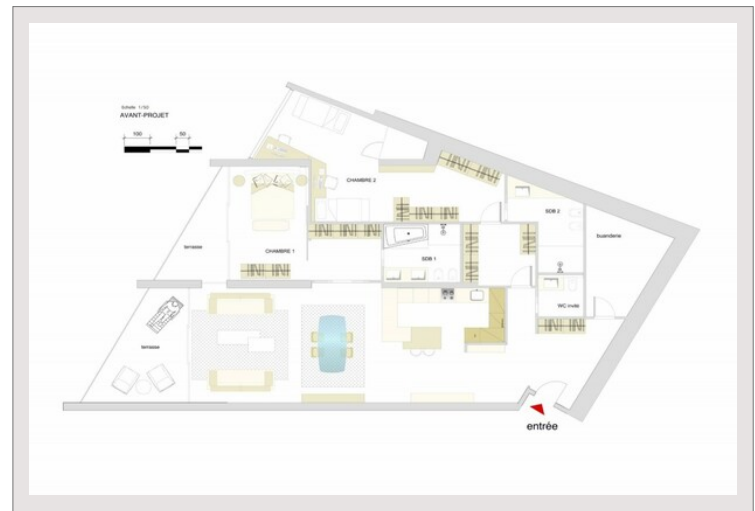 Echelle 1/50
AVANT-PROJET
100 50
CHAMBRE 2
SDB 2
buanderie
terrasse
CHAMBRE 1
SDB 1
WC invité
terrasse
entrée